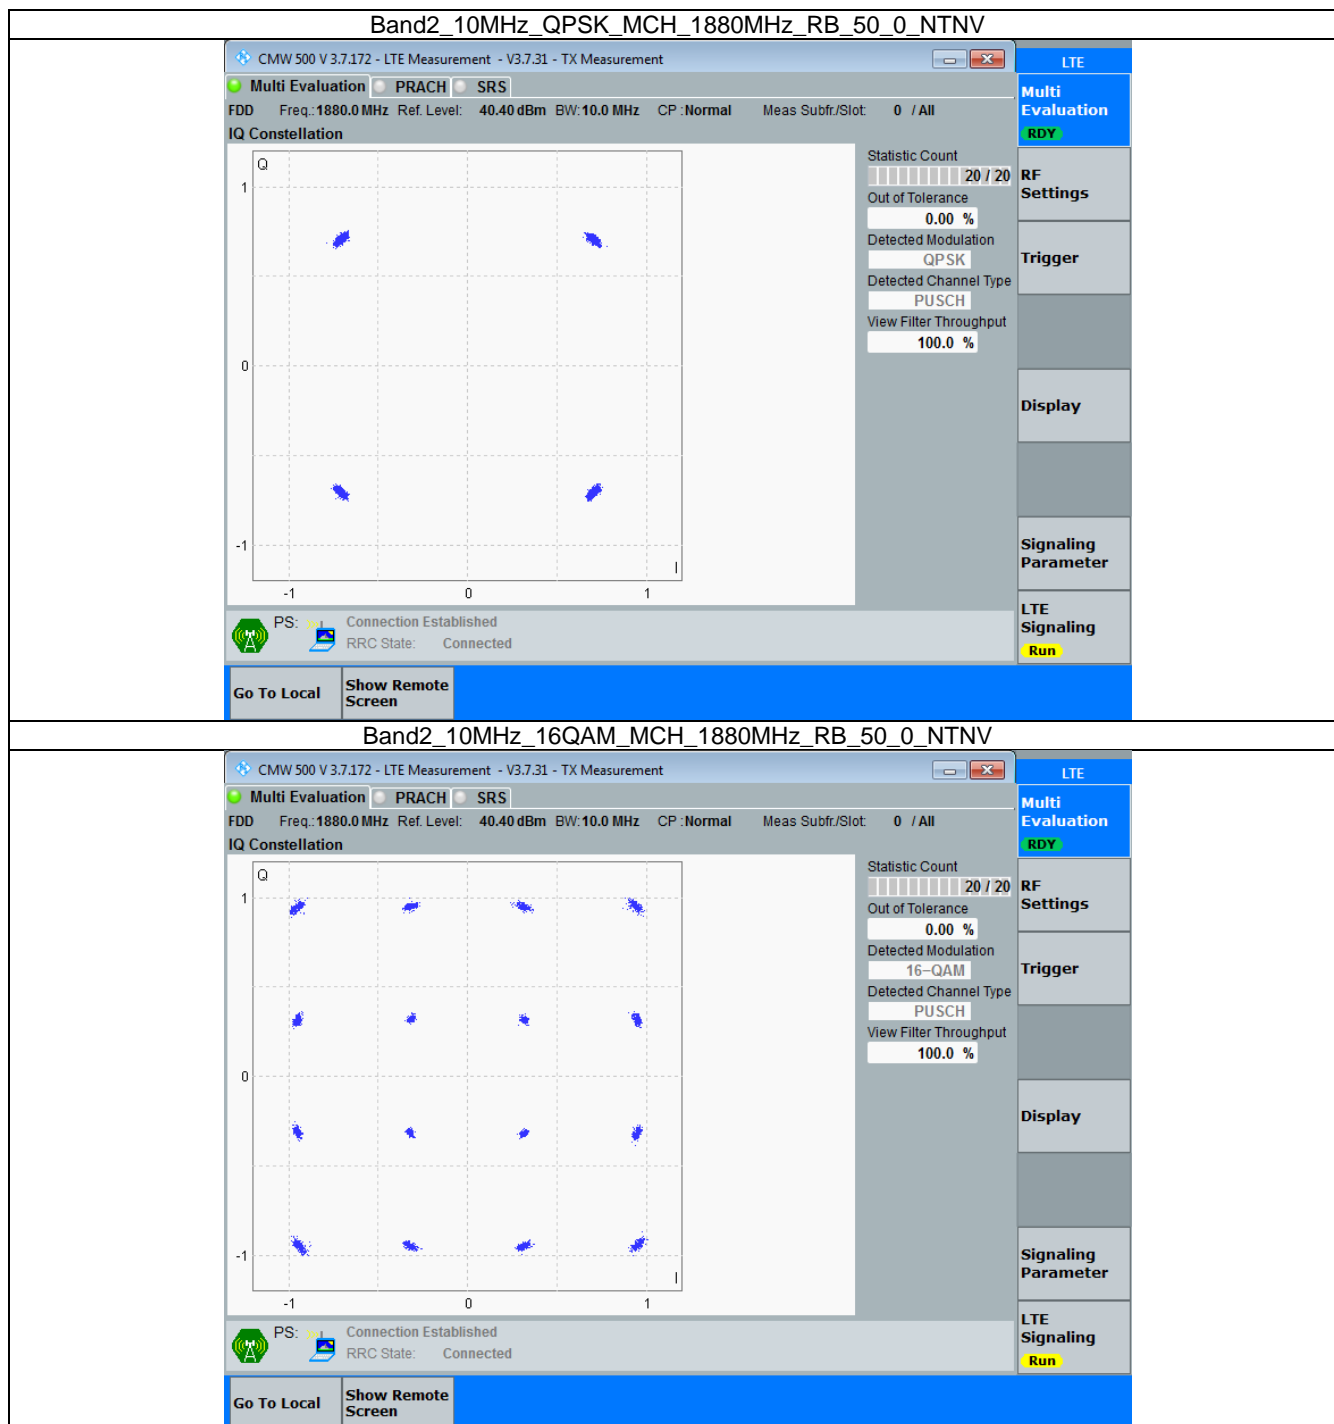 Band2_10MHz_QPSK_MCH_1880MHz_RB_50_0_NTNV
CMW 500 V 3.7.172 - LTE Measurement - V3.7.31 - TX Measurement
LTE
Multi Evaluation PRACH SRS
Multi
Evaluation
RDY
FDD Freq.:1880.0 MHz Ref. Level: 40.40 dBm BW:10.0 MHz CP :Normal Meas Subfr./Slot: 0 / All
IQ Constellation
Q
1
0
-1
I
-1 0 1
Statistic Count
20 / 20
Out of Tolerance
0.00 %
Detected Modulation
QPSK
Detected Channel Type
PUSCH
View Filter Throughput
100.0 %
RF
Settings
Trigger
Display
Signaling
Parameter
LTE
Signaling
Run
PS: Connection Established
RRC State: Connected
Go To Local
Show Remote
Screen
Band2_10MHz_16QAM_MCH_1880MHz_RB_50_0_NTNV
CMW 500 V 3.7.172 - LTE Measurement - V3.7.31 - TX Measurement
LTE
Multi Evaluation PRACH SRS
Multi
Evaluation
RDY
FDD Freq.:1880.0 MHz Ref. Level: 40.40 dBm BW:10.0 MHz CP :Normal Meas Subfr./Slot: 0 / All
IQ Constellation
Q
1
0
-1
I
-1 0 1
Statistic Count
20 / 20
Out of Tolerance
0.00 %
Detected Modulation
16-QAM
Detected Channel Type
PUSCH
View Filter Throughput
100.0 %
RF
Settings
Trigger
Display
Signaling
Parameter
LTE
Signaling
Run
PS: Connection Established
RRC State: Connected
Go To Local
Show Remote
Screen